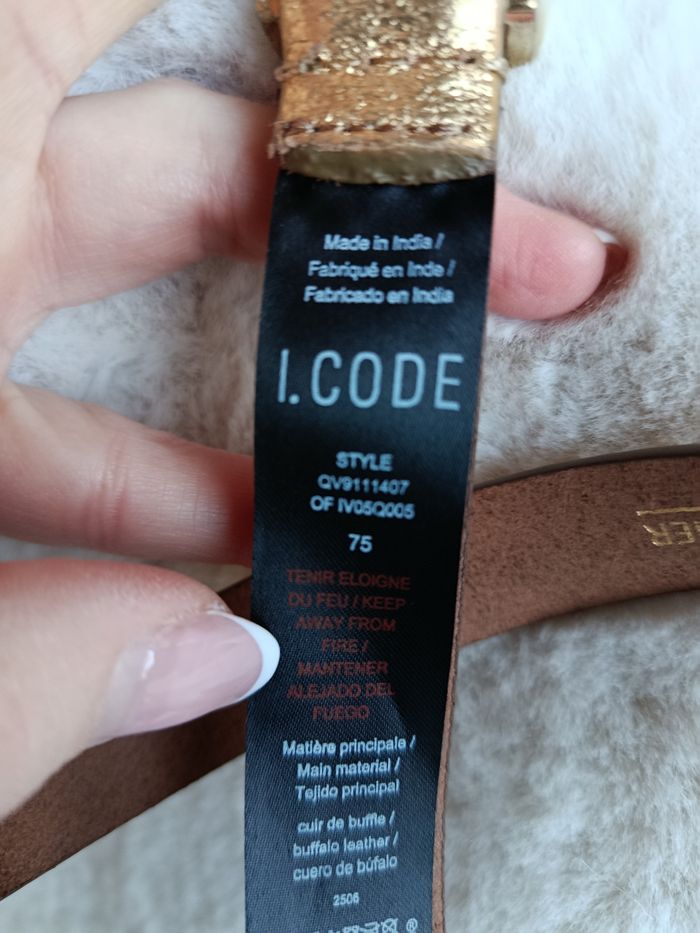 Made in India /
Fabriqué en Inde /
Fabricado en India
I.CODE
STYLE
QV9111407
OF IV05Q005
75
TENIR ELOIGNE
DU FEU / KEEP
AWAY FROM
FIRE /
MANTENER
ALEJADO DEL
FUEGO
Matière principale /
Main material /
Tejido principal
cuir de buffle /
buffalo leather /
cuero de búfalo
2506
®